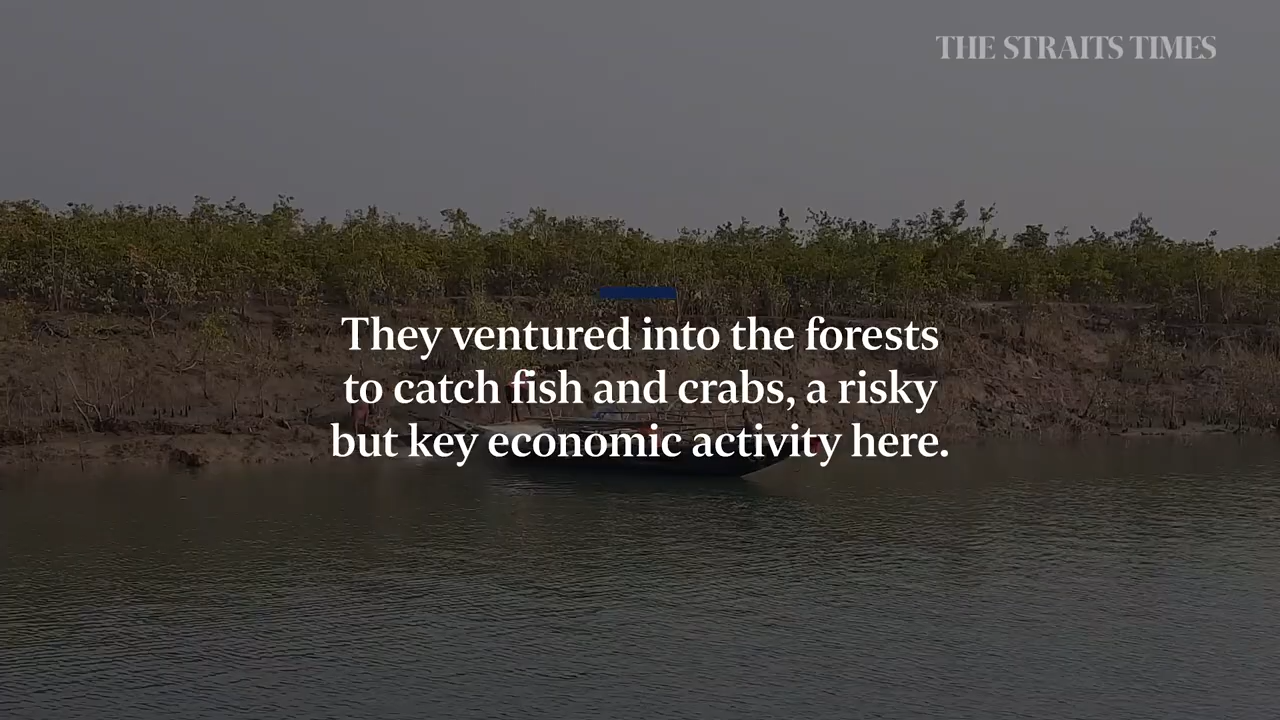 THE STRAITS TIMES
They ventured into the forests
to catch fish and crabs, a risky
but key economic activity here.